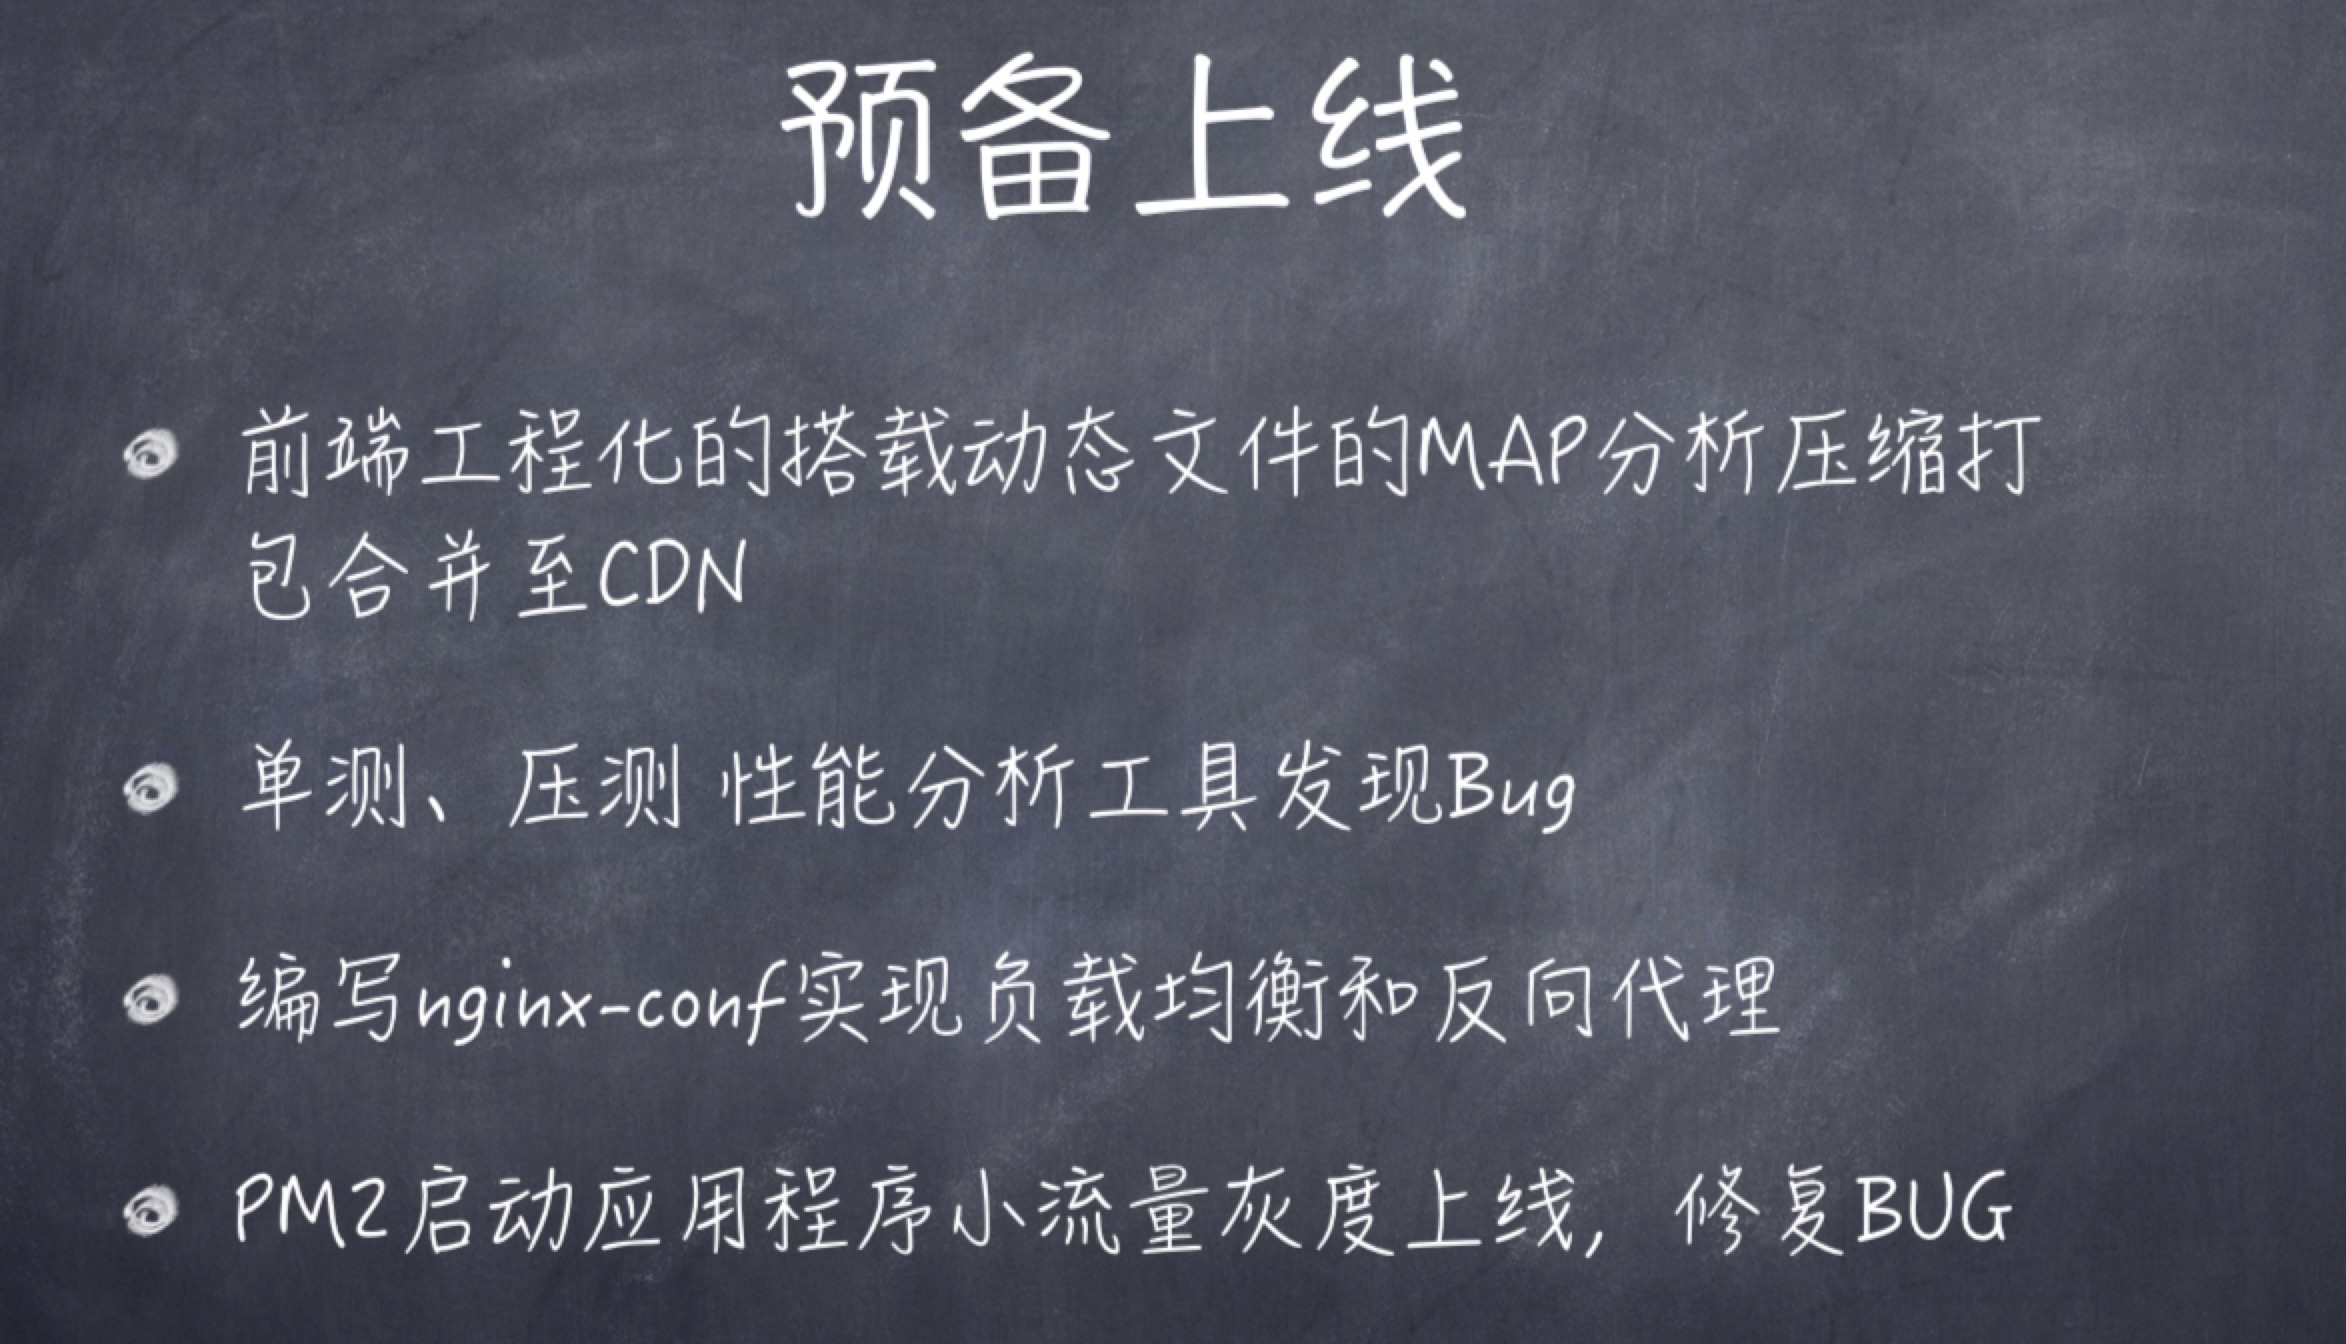 预备上线
前端工程化的搭载动态文件的MAP分析压缩打
包合并至CDN
单测、压测 性能分析工具发现Bug
编写nginx-conf实现负载均衡和反向代理
PM2启动应用程序小流量灰度上线，修复BUG